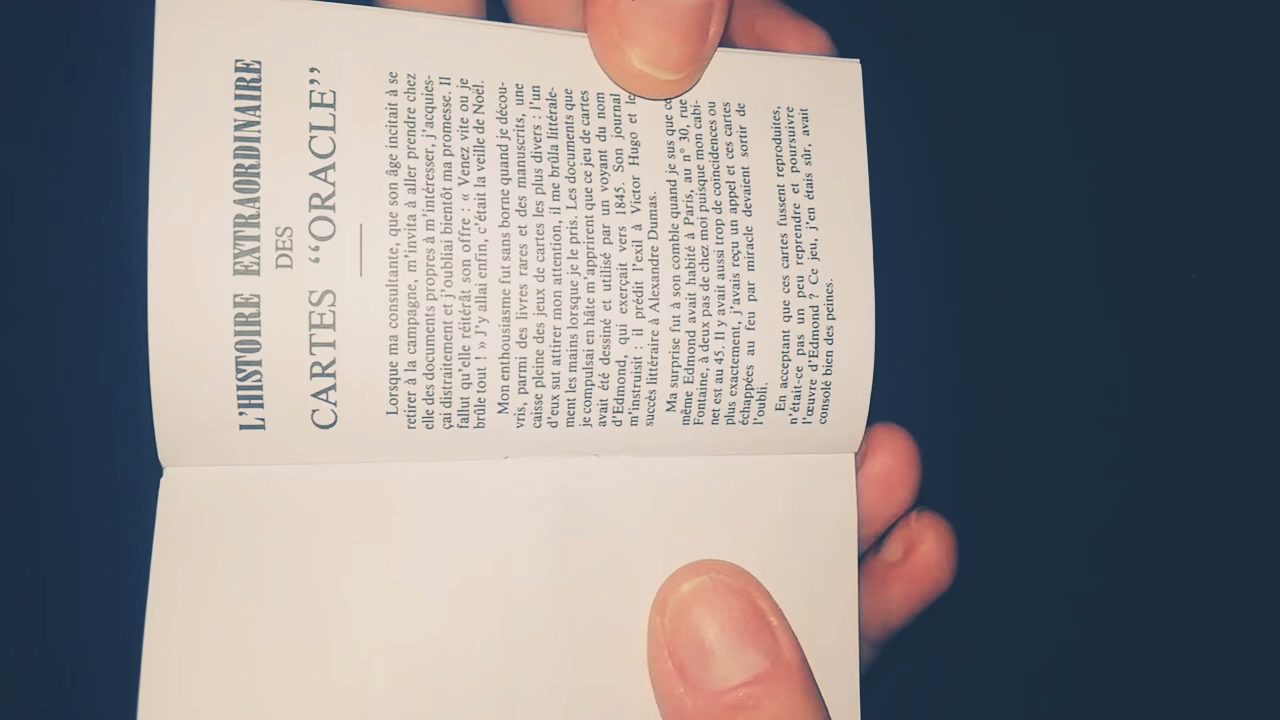 L'HISTOIRE EXTRAORDINAIRE
DES
CARTES “ORACLE”
Lorsque ma consultante, que son âge incitait à se
retirer à la campagne, m'invita à aller prendre chez
elle des documents propres à m'intéresser, j'acquies-
çai distraitement et j'oubliai bientôt ma promesse. Il
fallut qu'elle réitérât son offre : « Venez vite ou je
brûle tout ! » J'y allai enfin, c'était la veille de Noël.
Mon enthousiasme fut sans borne quand je décou-
vris, parmi des livres rares et des manuscrits, une
caisse pleine des jeux de cartes les plus divers : l'un
d'eux sut attirer mon attention, il me brûla littérale-
ment les mains lorsque je le pris. Les documents que
je compulsai en hâte m'apprirent que ce jeu de cartes
avait été dessiné et utilisé par un voyant du nom
d'Edmond, qui exerçait vers 1845. Son journal
m'instruisit : il prédit l'exil à Victor Hugo et le
succès littéraire à Alexandre Dumas.
Ma surprise fut à son comble quand je sus que ce
même Edmond avait habité à Paris, au n° 30, rue
Fontaine, à deux pas de chez moi puisque mon cabi-
net est au 45. Il y avait aussi trop de coïncidences ou
plus exactement, j'avais reçu un appel et ces cartes
échappées au feu par miracle devaient sortir de
l'oubli.
En acceptant que ces cartes fussent reproduites,
n'était-ce pas un peu reprendre et poursuivre
l'œuvre d'Edmond ? Ce jeu, j'en étais sûr, avait
consolé bien des peines.